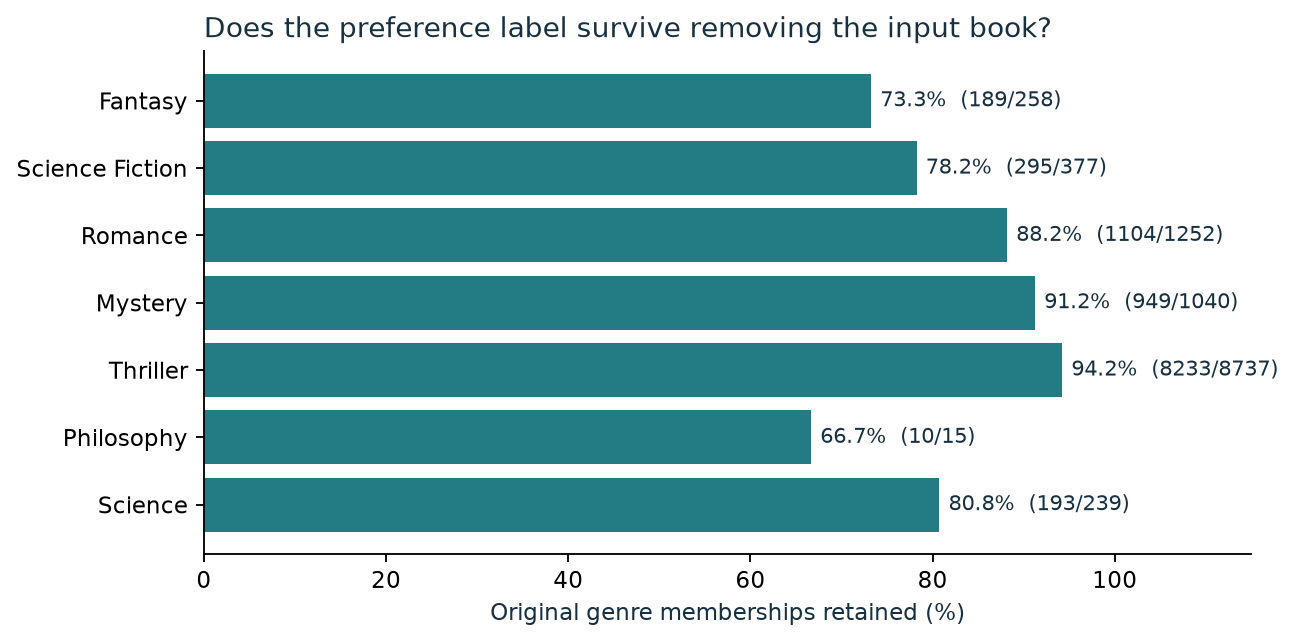 Does the preference label survive removing the input book?
Fantasy 73.3% (189/258)
Science Fiction 78.2% (295/377)
Romance 88.2% (1104/1252)
Mystery 91.2% (949/1040)
Thriller 94.2% (8233/8737)
Philosophy 66.7% (10/15)
Science 80.8% (193/239)
0 20 40 60 80 100
Original genre memberships retained (%)